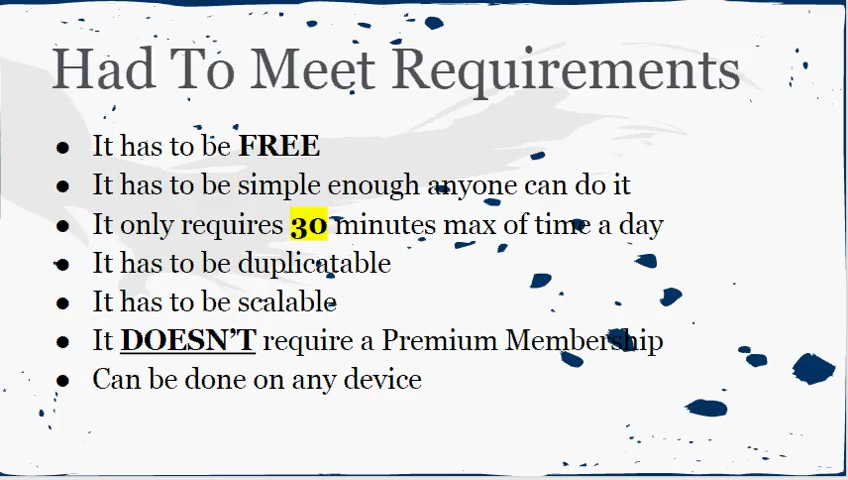 Had To Meet Requirements
● It has to be FREE
● It has to be simple enough anyone can do it
● It only requires 30 minutes max of time a day
● It has to be duplicatable
● It has to be scalable
● It DOESN'T require a Premium Membership
● Can be done on any device